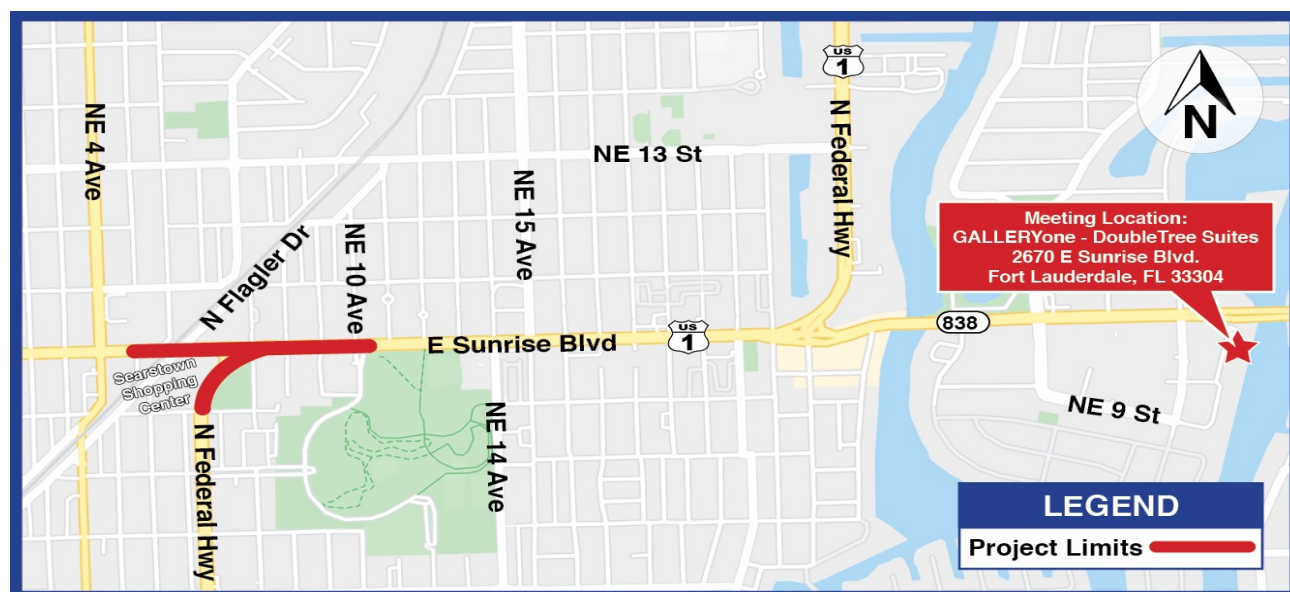 US
1
N
NE 4 Ave
N Federal Hwy
NE 13 St
NE 15 Ave
Meeting Location:
GALLERYone - DoubleTree Suites
2670 E Sunrise Blvd.
Fort Lauderdale, FL 33304
N Flagler Dr
NE 10 Ave
838
E Sunrise Blvd
US
1
Searstown
Shopping
Center
NE 9 St
NE 14 Ave
N Federal Hwy
LEGEND
Project Limits